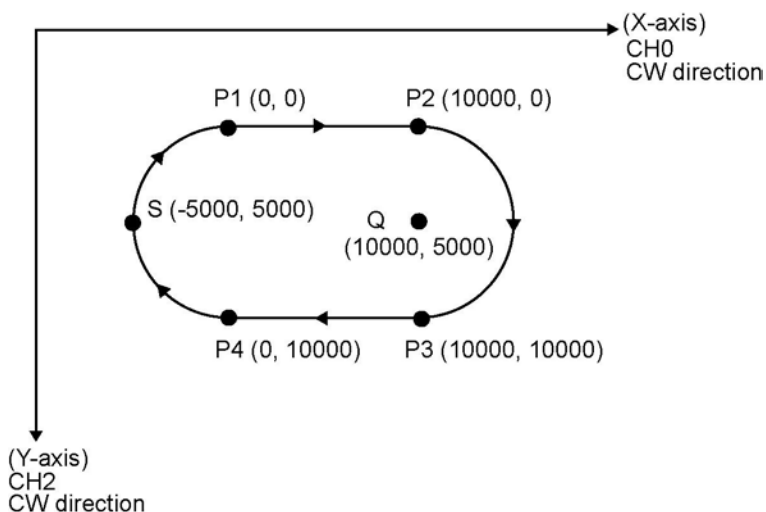 (X-axis)
CH0
CW direction
P1 (0, 0)
P2 (10000, 0)
S (-5000, 5000)
Q
(10000, 5000)
P4 (0, 10000)
P3 (10000, 10000)
(Y-axis)
CH2
CW direction